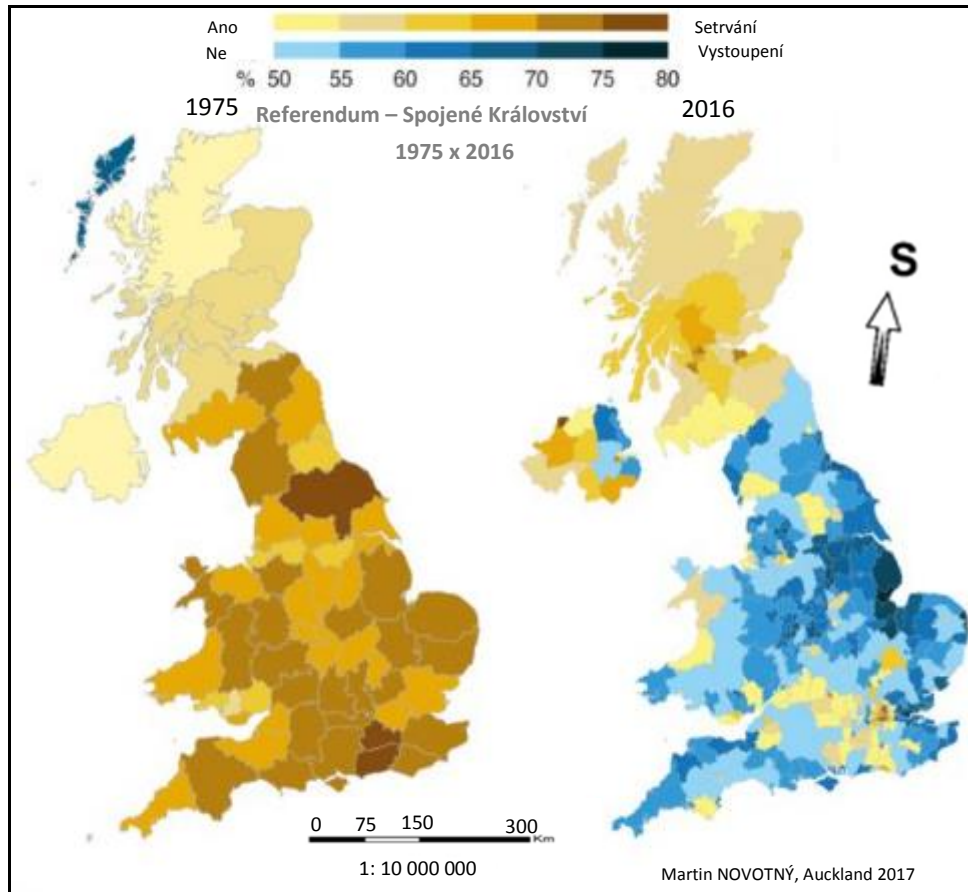 Ano Setrvání
Ne Vystoupení
% 50 55 60 65 70 75 80
1975 Referendum – Spojené Království 2016
1975 x 2016
S
0 75 150 300 Km
1: 10 000 000
Martin NOVOTNÝ, Auckland 2017